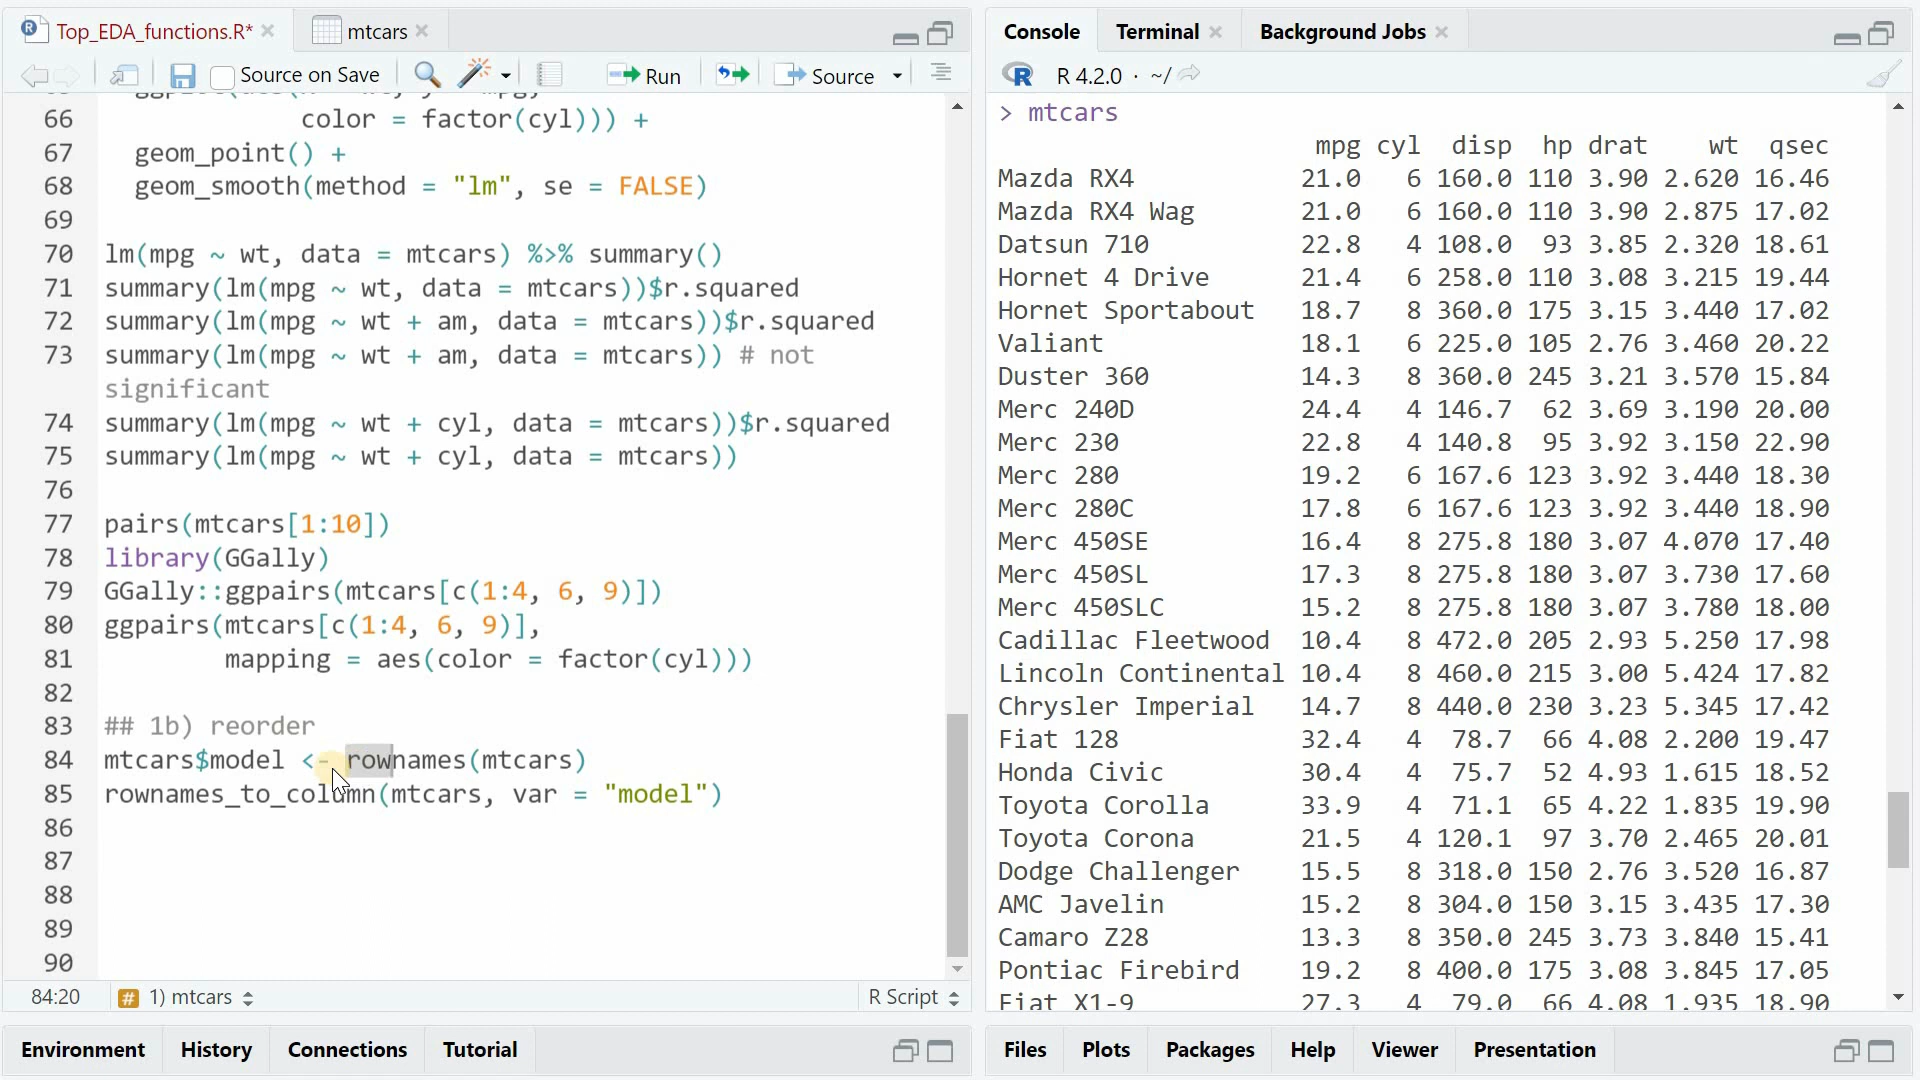 Top_EDA_functions.R*
mtcars
Source on Save
Run
Source
66 color = factor(cyl))) +
67 geom_point() +
68 geom_smooth(method = "lm", se = FALSE)
69
70 lm(mpg ~ wt, data = mtcars) %>% summary()
71 summary(lm(mpg ~ wt, data = mtcars))$r.squared
72 summary(lm(mpg ~ wt + am, data = mtcars))$r.squared
73 summary(lm(mpg ~ wt + am, data = mtcars)) # not
significant
74 summary(lm(mpg ~ wt + cyl, data = mtcars))$r.squared
75 summary(lm(mpg ~ wt + cyl, data = mtcars))
76
77 pairs(mtcars[1:10])
78 library(GGally)
79 GGally::ggpairs(mtcars[c(1:4, 6, 9)])
80 ggpairs(mtcars[c(1:4, 6, 9)],
81 mapping = aes(color = factor(cyl)))
82
83 ## 1b) reorder
84 mtcars$model <- rownames(mtcars)
85 rownames_to_column(mtcars, var = "model")
86
87
88
89
90
84:20
# 1) mtcars
R Script
Environment
History
Connections
Tutorial
Console
Terminal
Background Jobs
R 4.2.0 · ~/
> mtcars
mpg cyl disp hp drat wt qsec
Mazda RX4 21.0 6 160.0 110 3.90 2.620 16.46
Mazda RX4 Wag 21.0 6 160.0 110 3.90 2.875 17.02
Datsun 710 22.8 4 108.0 93 3.85 2.320 18.61
Hornet 4 Drive 21.4 6 258.0 110 3.08 3.215 19.44
Hornet Sportabout 18.7 8 360.0 175 3.15 3.440 17.02
Valiant 18.1 6 225.0 105 2.76 3.460 20.22
Duster 360 14.3 8 360.0 245 3.21 3.570 15.84
Merc 240D 24.4 4 146.7 62 3.69 3.190 20.00
Merc 230 22.8 4 140.8 95 3.92 3.150 22.90
Merc 280 19.2 6 167.6 123 3.92 3.440 18.30
Merc 280C 17.8 6 167.6 123 3.92 3.440 18.90
Merc 450SE 16.4 8 275.8 180 3.07 4.070 17.40
Merc 450SL 17.3 8 275.8 180 3.07 3.730 17.60
Merc 450SLC 15.2 8 275.8 180 3.07 3.780 18.00
Cadillac Fleetwood 10.4 8 472.0 205 2.93 5.250 17.98
Lincoln Continental 10.4 8 460.0 215 3.00 5.424 17.82
Chrysler Imperial 14.7 8 440.0 230 3.23 5.345 17.42
Fiat 128 32.4 4 78.7 66 4.08 2.200 19.47
Honda Civic 30.4 4 75.7 52 4.93 1.615 18.52
Toyota Corolla 33.9 4 71.1 65 4.22 1.835 19.90
Toyota Corona 21.5 4 120.1 97 3.70 2.465 20.01
Dodge Challenger 15.5 8 318.0 150 2.76 3.520 16.87
AMC Javelin 15.2 8 304.0 150 3.15 3.435 17.30
Camaro Z28 13.3 8 350.0 245 3.73 3.840 15.41
Pontiac Firebird 19.2 8 400.0 175 3.08 3.845 17.05
Fiat X1-9 27.3 4 79.0 66 4.08 1.935 18.90
Files
Plots
Packages
Help
Viewer
Presentation